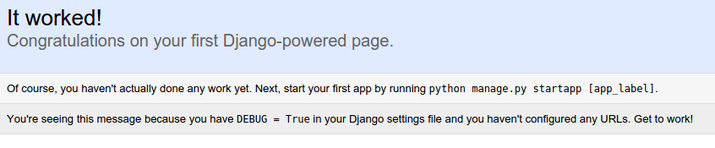 It worked!
Congratulations on your first Django-powered page.
Of course, you haven't actually done any work yet. Next, start your first app by running python manage.py startapp [app_label].
You're seeing this message because you have DEBUG = True in your Django settings file and you haven't configured any URLs. Get to work!